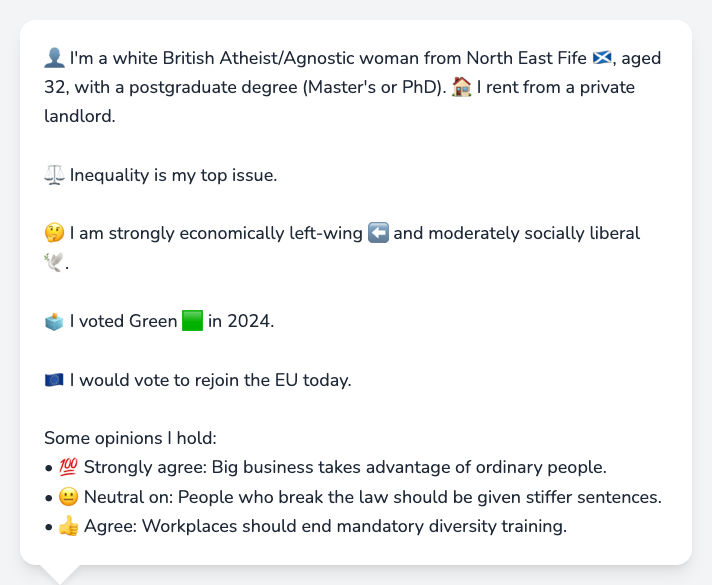 👤 I'm a white British Atheist/Agnostic woman from North East Fife 🏴󠁧󠁢󠁳󠁣󠁴󠁿, aged
32, with a postgraduate degree (Master's or PhD). 🏠 I rent from a private
landlord.
⚖️ Inequality is my top issue.
🤔 I am strongly economically left-wing ⬅️ and moderately socially liberal
🕊️.
🗳️ I voted Green 🟩 in 2024.
🇪🇺 I would vote to rejoin the EU today.
Some opinions I hold:
• 💯 Strongly agree: Big business takes advantage of ordinary people.
• 😐 Neutral on: People who break the law should be given stiffer sentences.
• 👍 Agree: Workplaces should end mandatory diversity training.